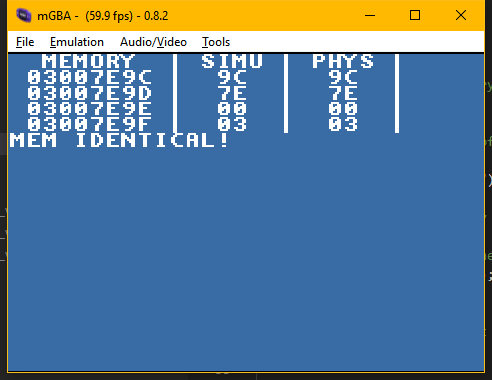 mGBA - (59.9 fps) - 0.8.2
File Emulation Audio/Video Tools
MEMORY | SIMU | PHYS |
03007E9C | 9C | 9C |
03007E9D | 7E | 7E |
03007E9E | 00 | 00 |
03007E9F | 03 | 03 |
MEM IDENTICAL!